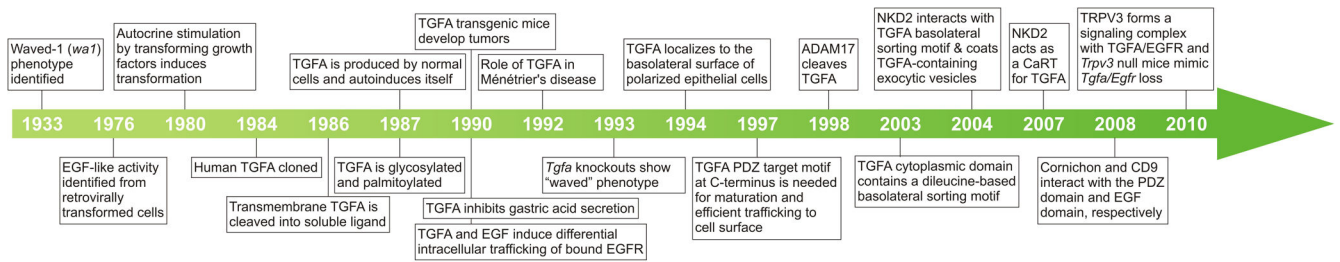 Waved-1 (wa1)
phenotype
identified
Autocrine stimulation
by transforming growth
factors induces
transformation
TGFA is produced by normal
cells and autoinduces itself
TGFA transgenic mice
develop tumors
Role of TGFA in
Ménétrier's disease
TGFA localizes to the
basolateral surface of
polarized epithelial cells
ADAM17
cleaves
TGFA
NKD2 interacts with
TGFA basolateral
sorting motif & coats
TGFA-containing
exocytic vesicles
NKD2
acts as
a CaRT
for TGFA
TRPV3 forms a
signaling complex
with TGFA/EGFR and
Trpv3 null mice mimic
Tgfa/Egfr loss
1933 1976 1980 1984 1986 1987 1990 1992 1993 1994 1997 1998 2003 2004 2007 2008 2010
EGF-like activity
identified from
retrovirally
transformed cells
Human TGFA cloned
Transmembrane TGFA is
cleaved into soluble ligand
TGFA is glycosylated
and palmitoylated
TGFA inhibits gastric acid secretion
TGFA and EGF induce differential
intracellular trafficking of bound EGFR
Tgfa knockouts show
“waved” phenotype
TGFA PDZ target motif
at C-terminus is needed
for maturation and
efficient trafficking to
cell surface
TGFA cytoplasmic domain
contains a dileucine-based
basolateral sorting motif
Cornichon and CD9
interact with the PDZ
domain and EGF
domain, respectively